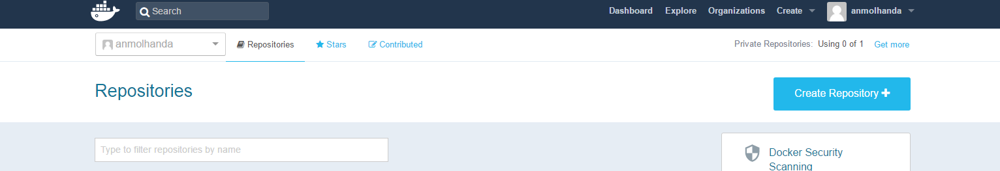 Search
Dashboard Explore Organizations Create anmolhanda
anmolhanda Repositories Stars Contributed Private Repositories: Using 0 of 1 Get more
Repositories
Create Repository
Type to filter repositories by name
Docker Security
Scanning